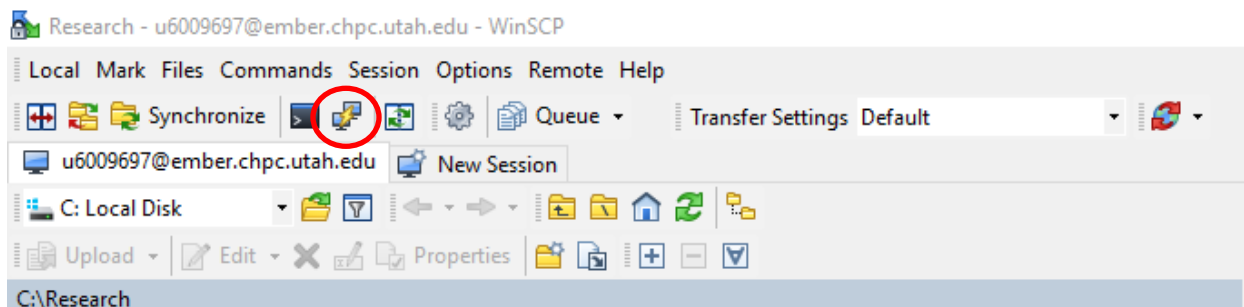 Research - u6009697@ember.chpc.utah.edu - WinSCP
Local Mark Files Commands Session Options Remote Help
Synchronize Queue Transfer Settings Default
u6009697@ember.chpc.utah.edu New Session
C: Local Disk
Upload Edit Properties
C:\Research